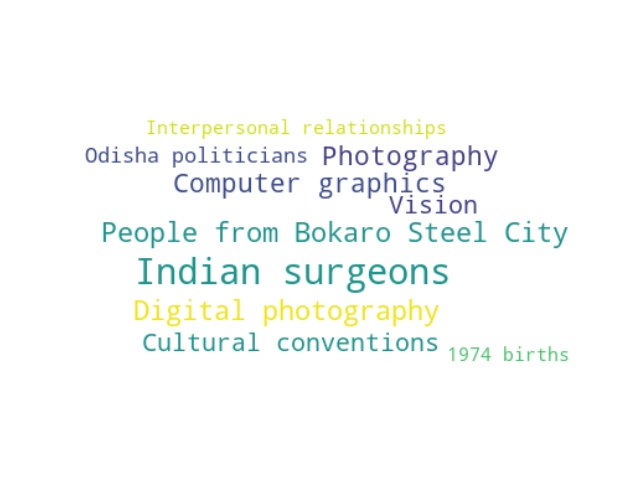 Interpersonal relationships
Odisha politicians Photography
Computer graphics
Vision
People from Bokaro Steel City
Indian surgeons
Digital photography
Cultural conventions
1974 births